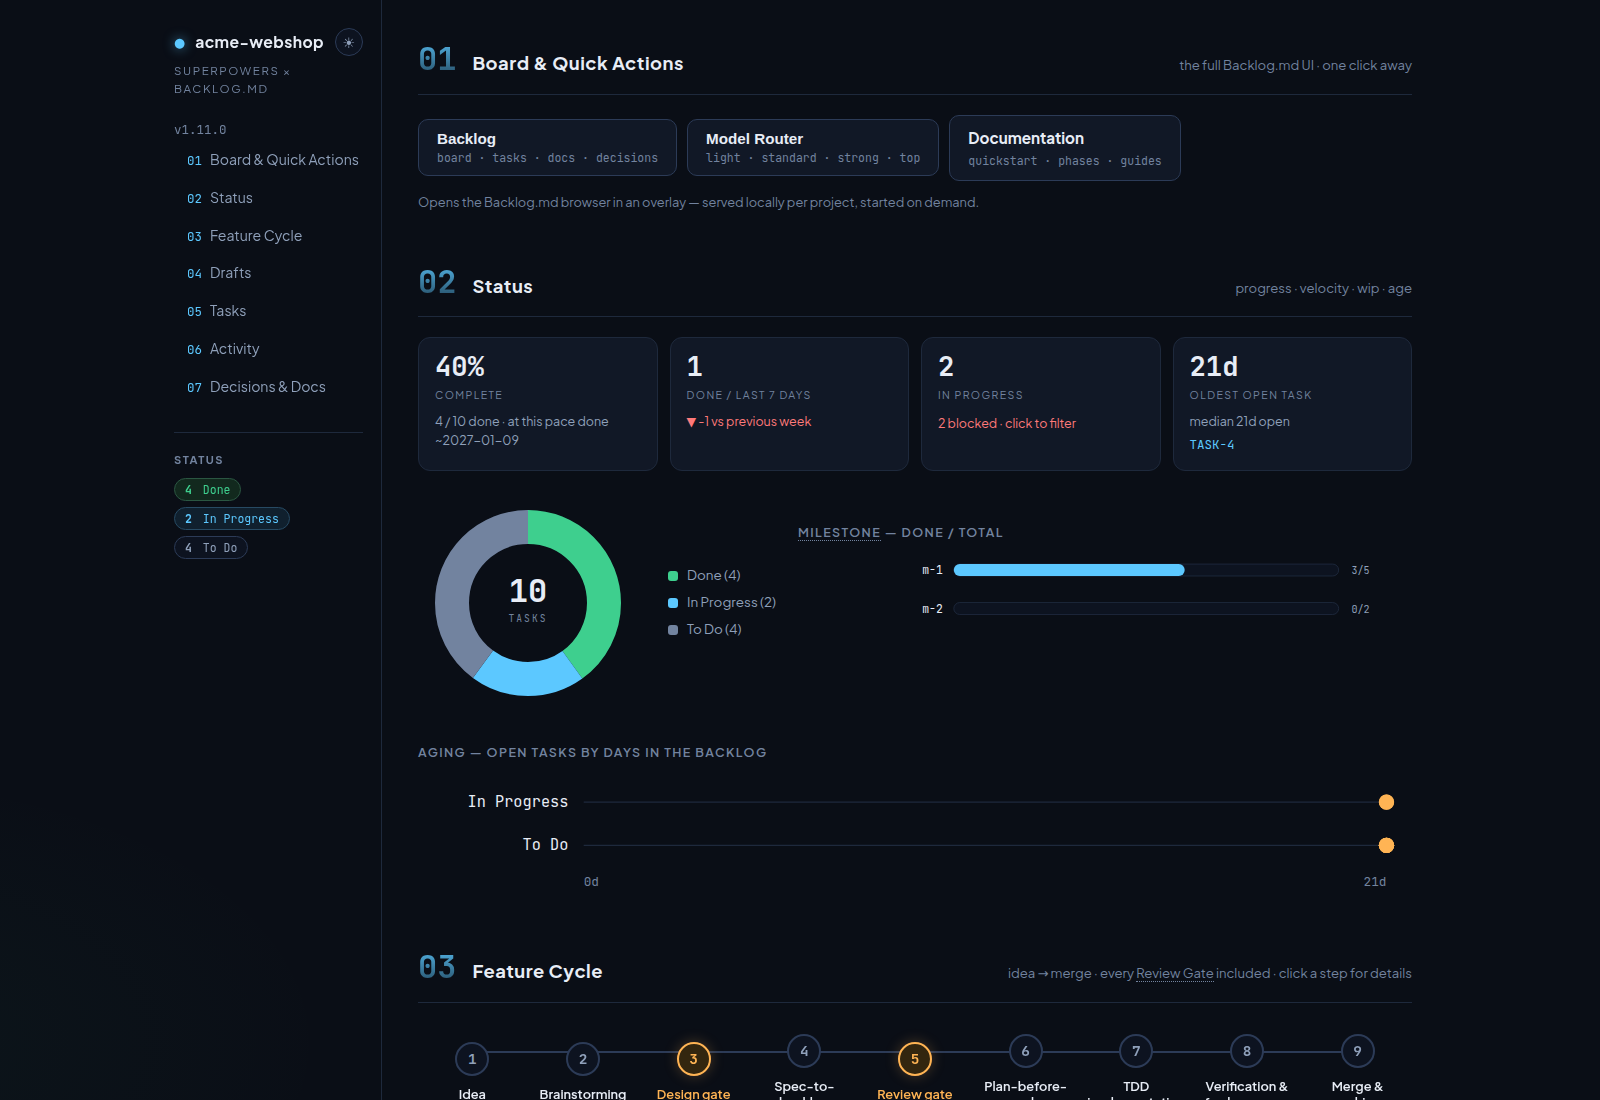 acme-webshop
SUPERPOWERS ×
BACKLOG.MD
v1.11.0
01 Board & Quick Actions
02 Status
03 Feature Cycle
04 Drafts
05 Tasks
06 Activity
07 Decisions & Docs
STATUS
4 Done
2 In Progress
4 To Do
01 Board & Quick Actions
the full Backlog.md UI · one click away
Backlog
board · tasks · docs · decisions
Model Router
light · standard · strong · top
Documentation
quickstart · phases · guides
Opens the Backlog.md browser in an overlay — served locally per project, started on demand.
02 Status
progress · velocity · wip · age
40%
COMPLETE
4 / 10 done · at this pace done
~2027-01-09
1
DONE / LAST 7 DAYS
▼ -1 vs previous week
2
IN PROGRESS
2 blocked · click to filter
21d
OLDEST OPEN TASK
median 21d open
TASK-4
10
TASKS
Done (4)
In Progress (2)
To Do (4)
MILESTONE — DONE / TOTAL
m-1 3/5
m-2 0/2
AGING — OPEN TASKS BY DAYS IN THE BACKLOG
In Progress
To Do
0d 21d
03 Feature Cycle
idea → merge · every Review Gate included · click a step for details
1 2 3 4 5 6 7 8 9
Idea
Brainstorming
Design gate
Spec-to-
Review gate
Plan-before-
TDD
Verification &
Merge &